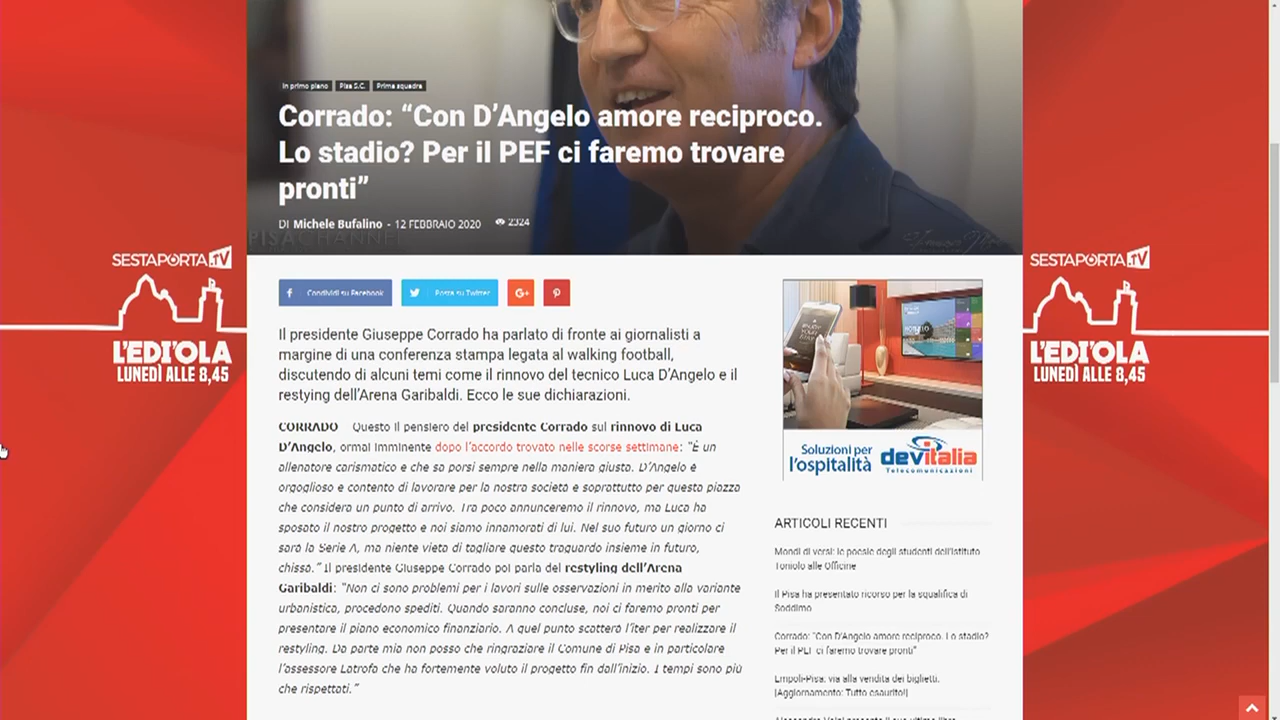 In primo piano Pisa S.C. Prima squadra
Corrado: “Con D’Angelo amore reciproco.
Lo stadio? Per il PEF ci faremo trovare
pronti”
DI Michele Bufalino - 12 FEBBRAIO 2020 2324
PISACHANNEL
SESTAPORTA.TV
L'EDI'OLA
LUNEDÌ ALLE 8,45
SESTAPORTA.TV
L'EDI'OLA
LUNEDÌ ALLE 8,45
Condividi su Facebook Posta su Twitter G+
Il presidente Giuseppe Corrado ha parlato di fronte ai giornalisti a
margine di una conferenza stampa legata al walking football,
discutendo di alcuni temi come il rinnovo del tecnico Luca D’Angelo e il
restying dell’Arena Garibaldi. Ecco le sue dichiarazioni.
CORRADO Questo il pensiero del presidente Corrado sul rinnovo di Luca
D’Angelo, ormai imminente dopo l’accordo trovato nelle scorse settimane: “È un
allenatore carismatico e che sa porsi sempre nella maniera giusta. D’Angelo è
orgoglioso e contento di lavorare per la nostra società e soprattutto per questa piazza
che considera un punto di arrivo. Tra poco annunceremo il rinnovo, ma Luca ha
sposato il nostro progetto e noi siamo innamorati di lui. Nel suo futuro un giorno ci
sarà la Serie A, ma niente vieta di tagliare questo traguardo insieme in futuro,
chissà.” Il presidente Giuseppe Corrado poi parla del restyling dell’Arena
Garibaldi: “Non ci sono problemi per i lavori sulle osservazioni in merito alla variante
urbanistica, procedono spediti. Quando saranno concluse, noi ci faremo pronti per
presentare il piano economico finanziario. A quel punto scatterà l’iter per realizzare il
restyling. Da parte mia non posso che ringraziare il Comune di Pisa e in particolare
l’assessore Latrofa che ha fortemente voluto il progetto fin dall’inizio. I tempi sono più
che rispettati.”
Soluzioni per
l'ospitalità devitalia
Telecomunicazioni
ARTICOLI RECENTI
Mondi di versi: le poesie degli studenti dell’Istituto
Toniolo alle Officine
Il Pisa ha presentato ricorso per la squalifica di
Soddimo
Corrado: “Con D’Angelo amore reciproco. Lo stadio?
Per il PEF ci faremo trovare pronti”
Empoli-Pisa: via alla vendita dei biglietti.
[Aggiornamento: Tutto esaurito!]